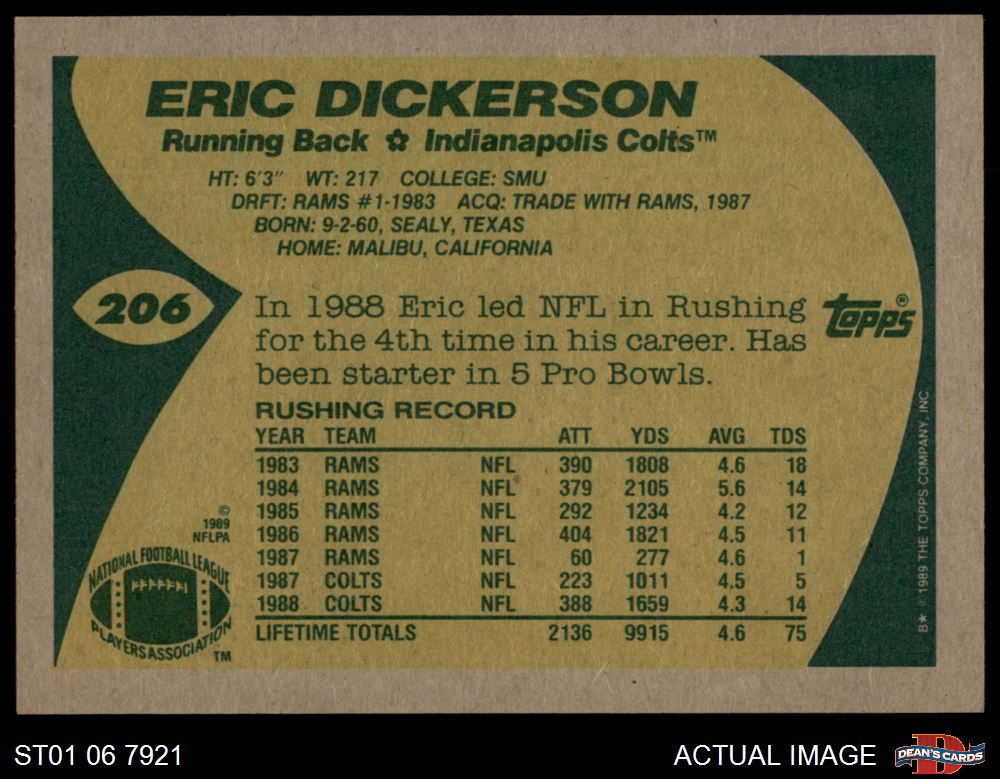 ERIC DICKERSON
Running Back ✿ Indianapolis Colts™
HT: 6'3" WT: 217 COLLEGE: SMU
DRFT: RAMS #1-1983 ACQ: TRADE WITH RAMS, 1987
BORN: 9-2-60, SEALY, TEXAS
HOME: MALIBU, CALIFORNIA
206
In 1988 Eric led NFL in Rushing
for the 4th time in his career. Has
been starter in 5 Pro Bowls.
topps®
RUSHING RECORD
YEAR TEAM ATT YDS AVG TDS
1983 RAMS NFL 390 1808 4.6 18
1984 RAMS NFL 379 2105 5.6 14
1985 RAMS NFL 292 1234 4.2 12
1986 RAMS NFL 404 1821 4.5 11
1987 RAMS NFL 60 277 4.6 1
1987 COLTS NFL 223 1011 4.5 5
1988 COLTS NFL 388 1659 4.3 14
LIFETIME TOTALS 2136 9915 4.6 75
©
1989
NFLPA
NATIONAL FOOTBALL LEAGUE
PLAYERS ASSOCIATION
TM
B* ©1989 THE TOPPS COMPANY, INC.
ST01 06 7921
ACTUAL IMAGE
D
DEAN'S CARDS